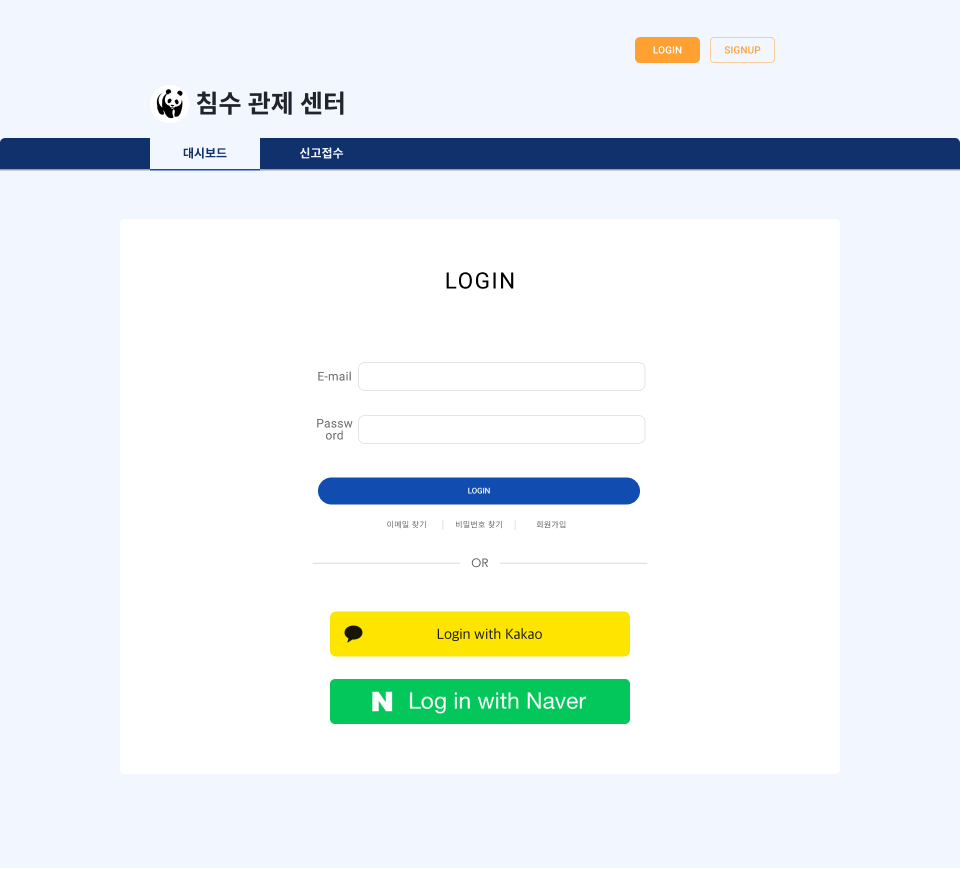 LOGIN
SIGNUP
침수 관제 센터
대시보드
신고접수
LOGIN
E-mail
Passw
ord
LOGIN
이메일 찾기
비밀번호 찾기
회원가입
OR
Login with Kakao
N Log in with Naver